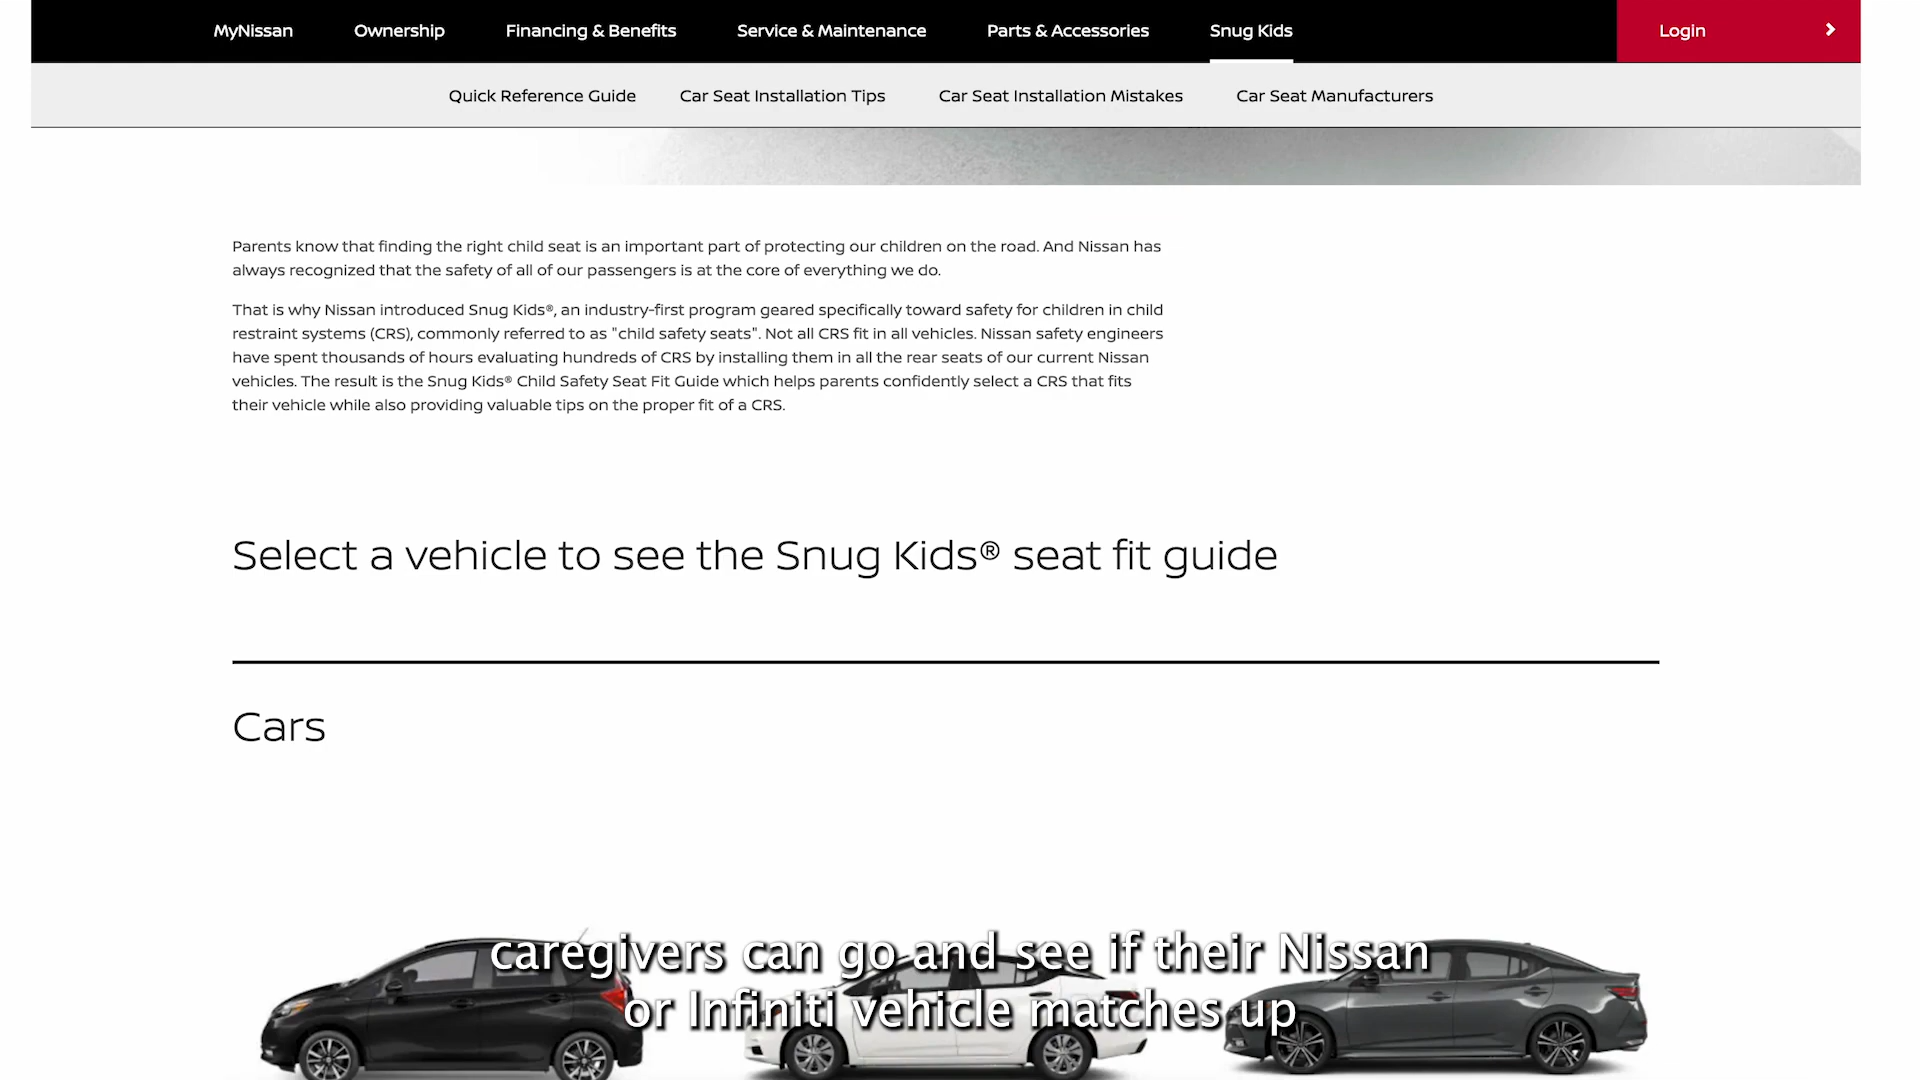 MyNissan Ownership Financing & Benefits Service & Maintenance Parts & Accessories Snug Kids Login
Quick Reference Guide Car Seat Installation Tips Car Seat Installation Mistakes Car Seat Manufacturers
Parents know that finding the right child seat is an important part of protecting our children on the road. And Nissan has
always recognized that the safety of all of our passengers is at the core of everything we do.
That is why Nissan introduced Snug Kids®, an industry-first program geared specifically toward safety for children in child
restraint systems (CRS), commonly referred to as "child safety seats". Not all CRS fit in all vehicles. Nissan safety engineers
have spent thousands of hours evaluating hundreds of CRS by installing them in all the rear seats of our current Nissan
vehicles. The result is the Snug Kids® Child Safety Seat Fit Guide which helps parents confidently select a CRS that fits
their vehicle while also providing valuable tips on the proper fit of a CRS.
Select a vehicle to see the Snug Kids® seat fit guide
Cars
caregivers can go and see if their Nissan
or Infiniti vehicle matches up